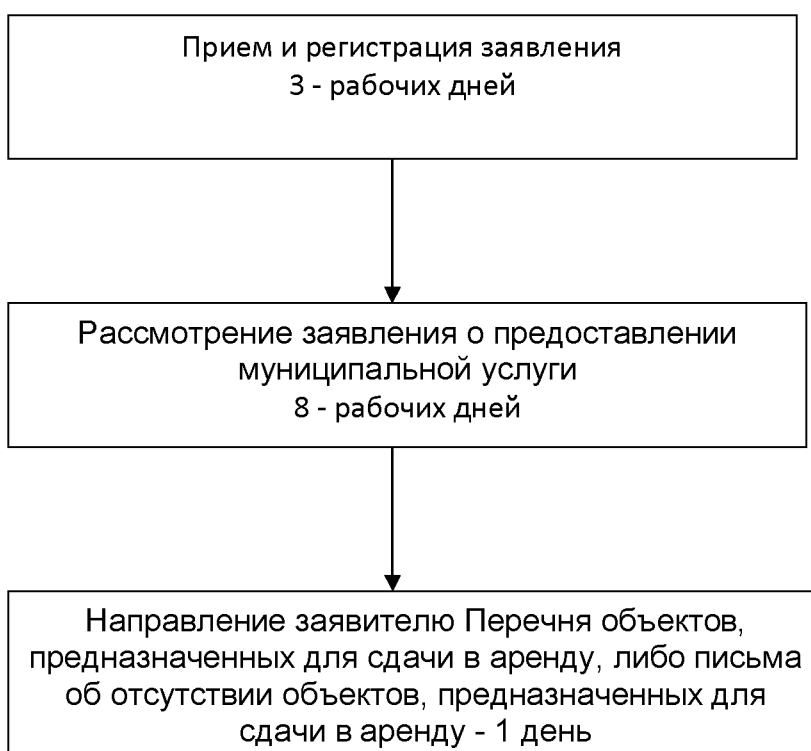 Прием и регистрация заявления
3 - рабочих дней
Рассмотрение заявления о предоставлении
муниципальной услуги
8 - рабочих дней
Направление заявителю Перечня объектов,
предназначенных для сдачи в аренду, либо письма
об отсутствии объектов, предназначенных для
сдачи в аренду - 1 день